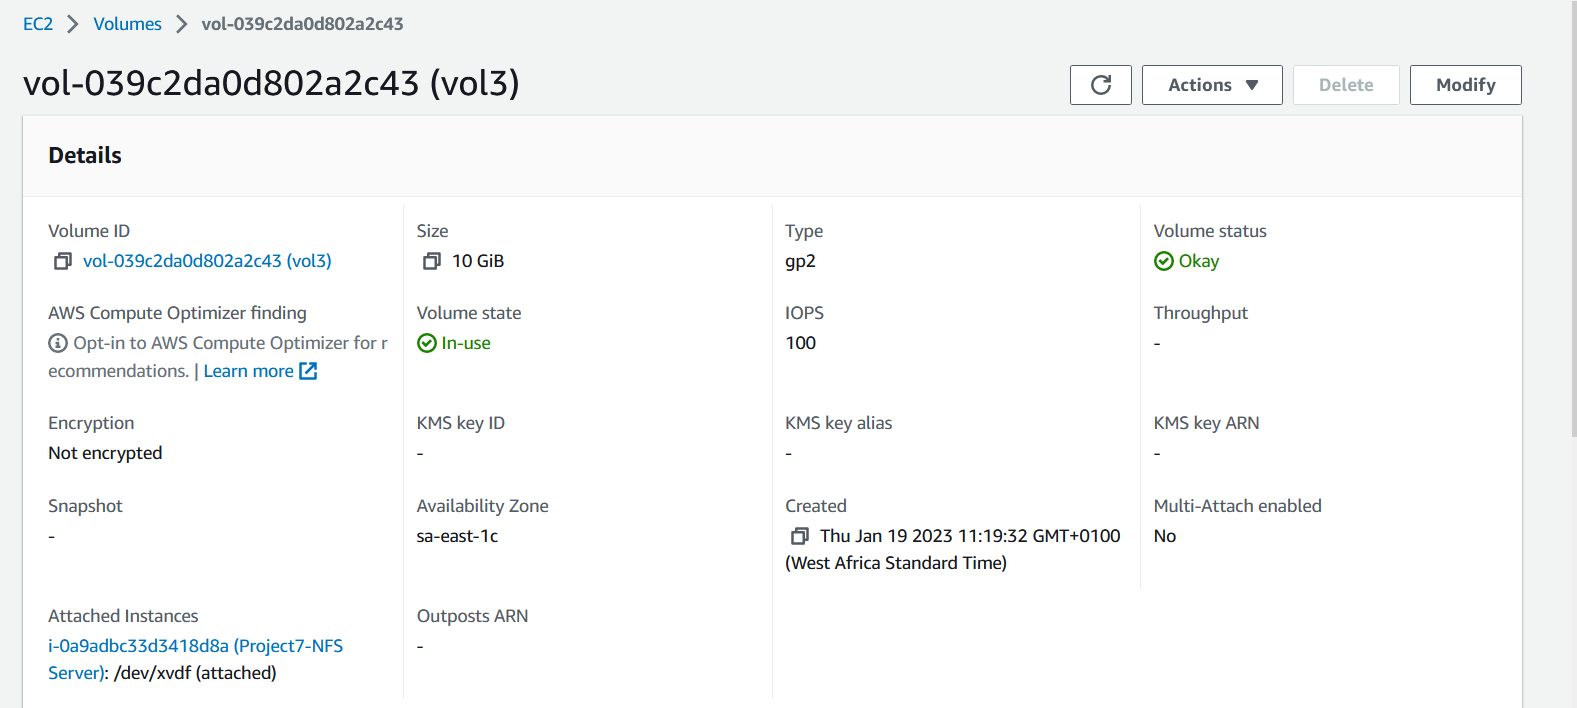 EC2 > Volumes > vol-039c2da0d802a2c43
vol-039c2da0d802a2c43 (vol3)
Actions
Delete
Modify
Details
Volume ID
vol-039c2da0d802a2c43 (vol3)
Size
10 GiB
Type
gp2
Volume status
Okay
AWS Compute Optimizer finding
Opt-in to AWS Compute Optimizer for r
ecommendations. | Learn more
Volume state
In-use
IOPS
100
Throughput
-
Encryption
Not encrypted
KMS key ID
-
KMS key alias
-
KMS key ARN
-
Snapshot
-
Availability Zone
sa-east-1c
Created
Thu Jan 19 2023 11:19:32 GMT+0100
(West Africa Standard Time)
Multi-Attach enabled
No
Attached Instances
i-0a9adbc33d3418d8a (Project7-NFS
Server): /dev/xvdf (attached)
Outposts ARN
-